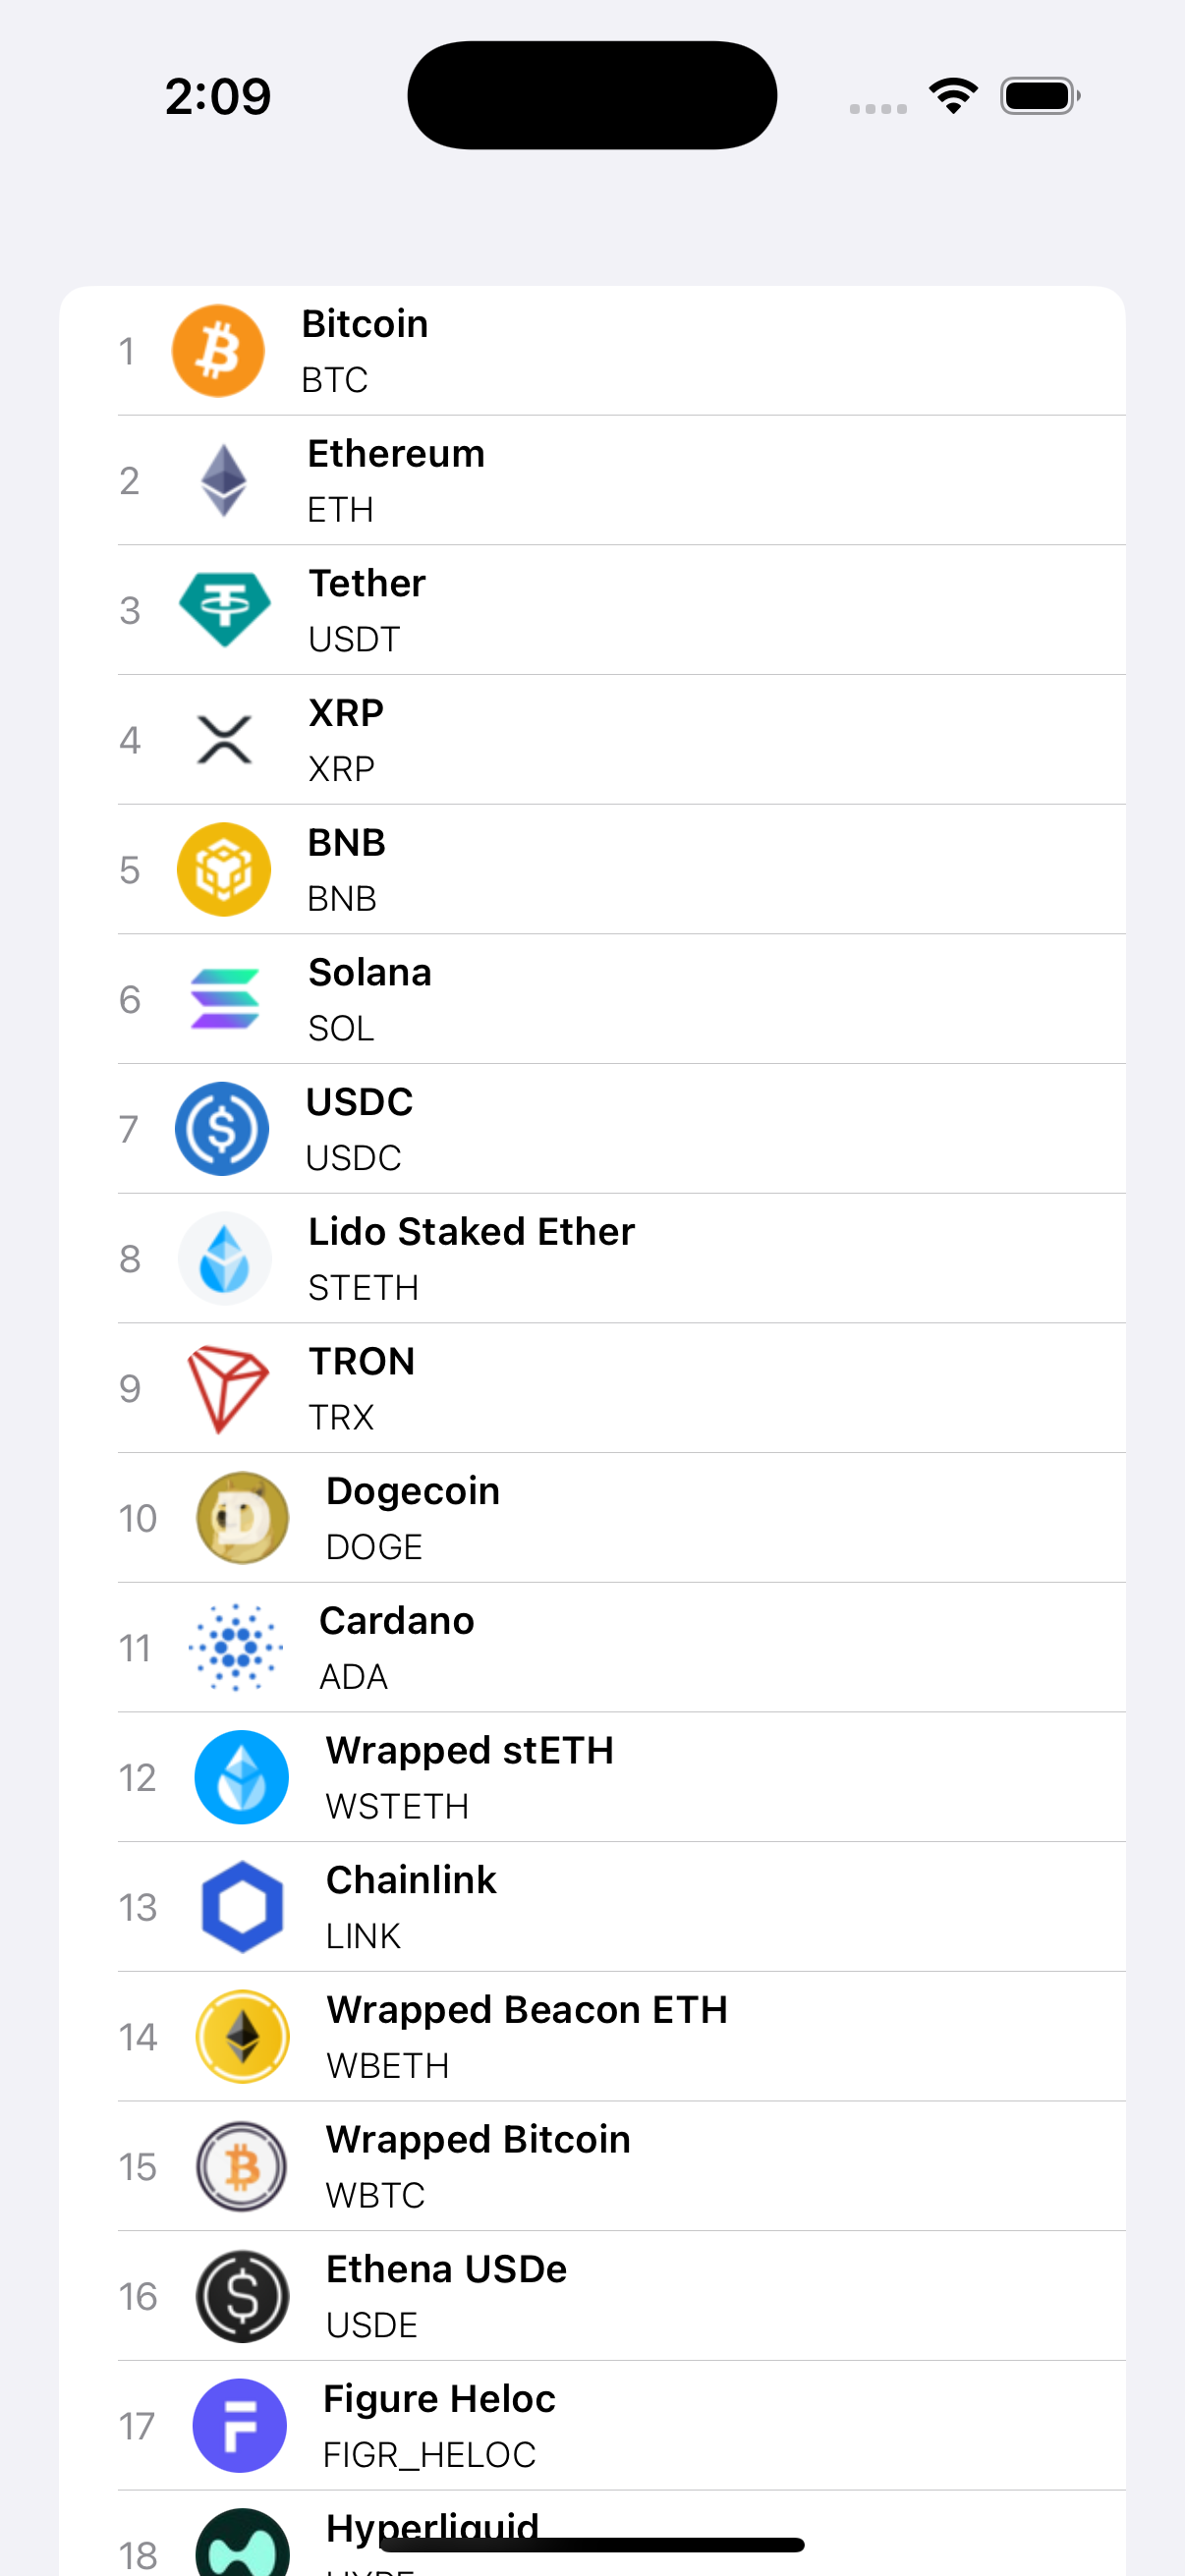 2:09
1
Bitcoin
BTC
2
Ethereum
ETH
3
Tether
USDT
4
XRP
XRP
5
BNB
BNB
6
Solana
SOL
7
USDC
USDC
8
Lido Staked Ether
STETH
9
TRON
TRX
10
Dogecoin
DOGE
11
Cardano
ADA
12
Wrapped stETH
WSTETH
13
Chainlink
LINK
14
Wrapped Beacon ETH
WBETH
15
Wrapped Bitcoin
WBTC
16
Ethena USDe
USDE
17
Figure Heloc
FIGR_HELOC
18
Hyperliquid